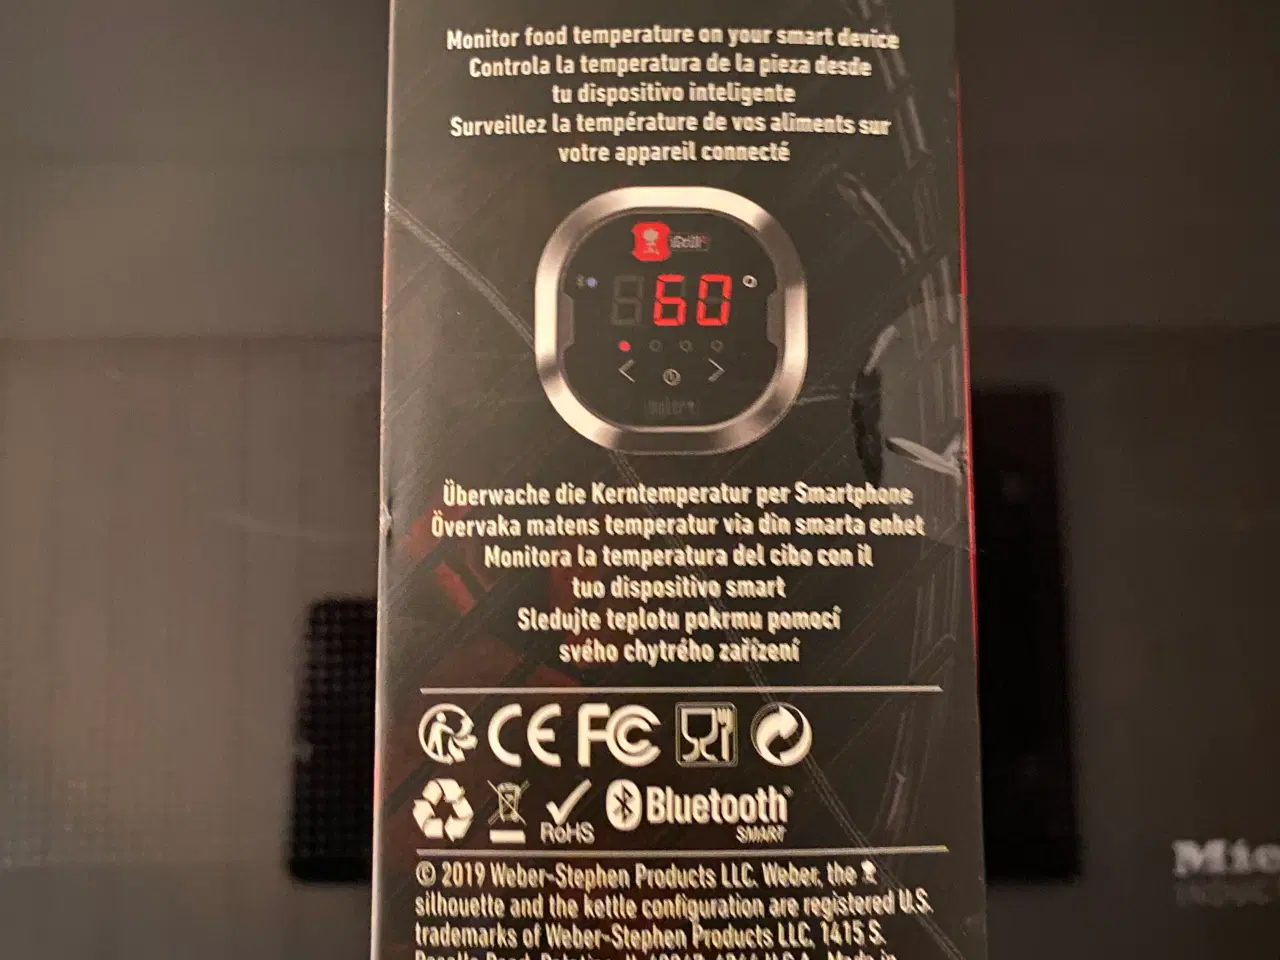 Monitor food temperature on your smart device
Controla la temperatura de la pieza desde
tu dispositivo inteligente
Surveillez la température de vos aliments sur
votre appareil connecté
iGrill
60
weber
Überwache die Kerntemperatur per Smartphone
Övervaka matens temperatur via din smarta enhet
Monitora la temperatura del cibo con il
tuo dispositivo smart
Sledujte teplotu pokrmu pomocí
svého chytrého zařízení
CE FC
RoHS Bluetooth
SMART
© 2019 Weber-Stephen Products LLC. Weber, the
silhouette and the kettle configuration are registered U.S.
trademarks of Weber-Stephen Products LLC, 1415 S.
Mie